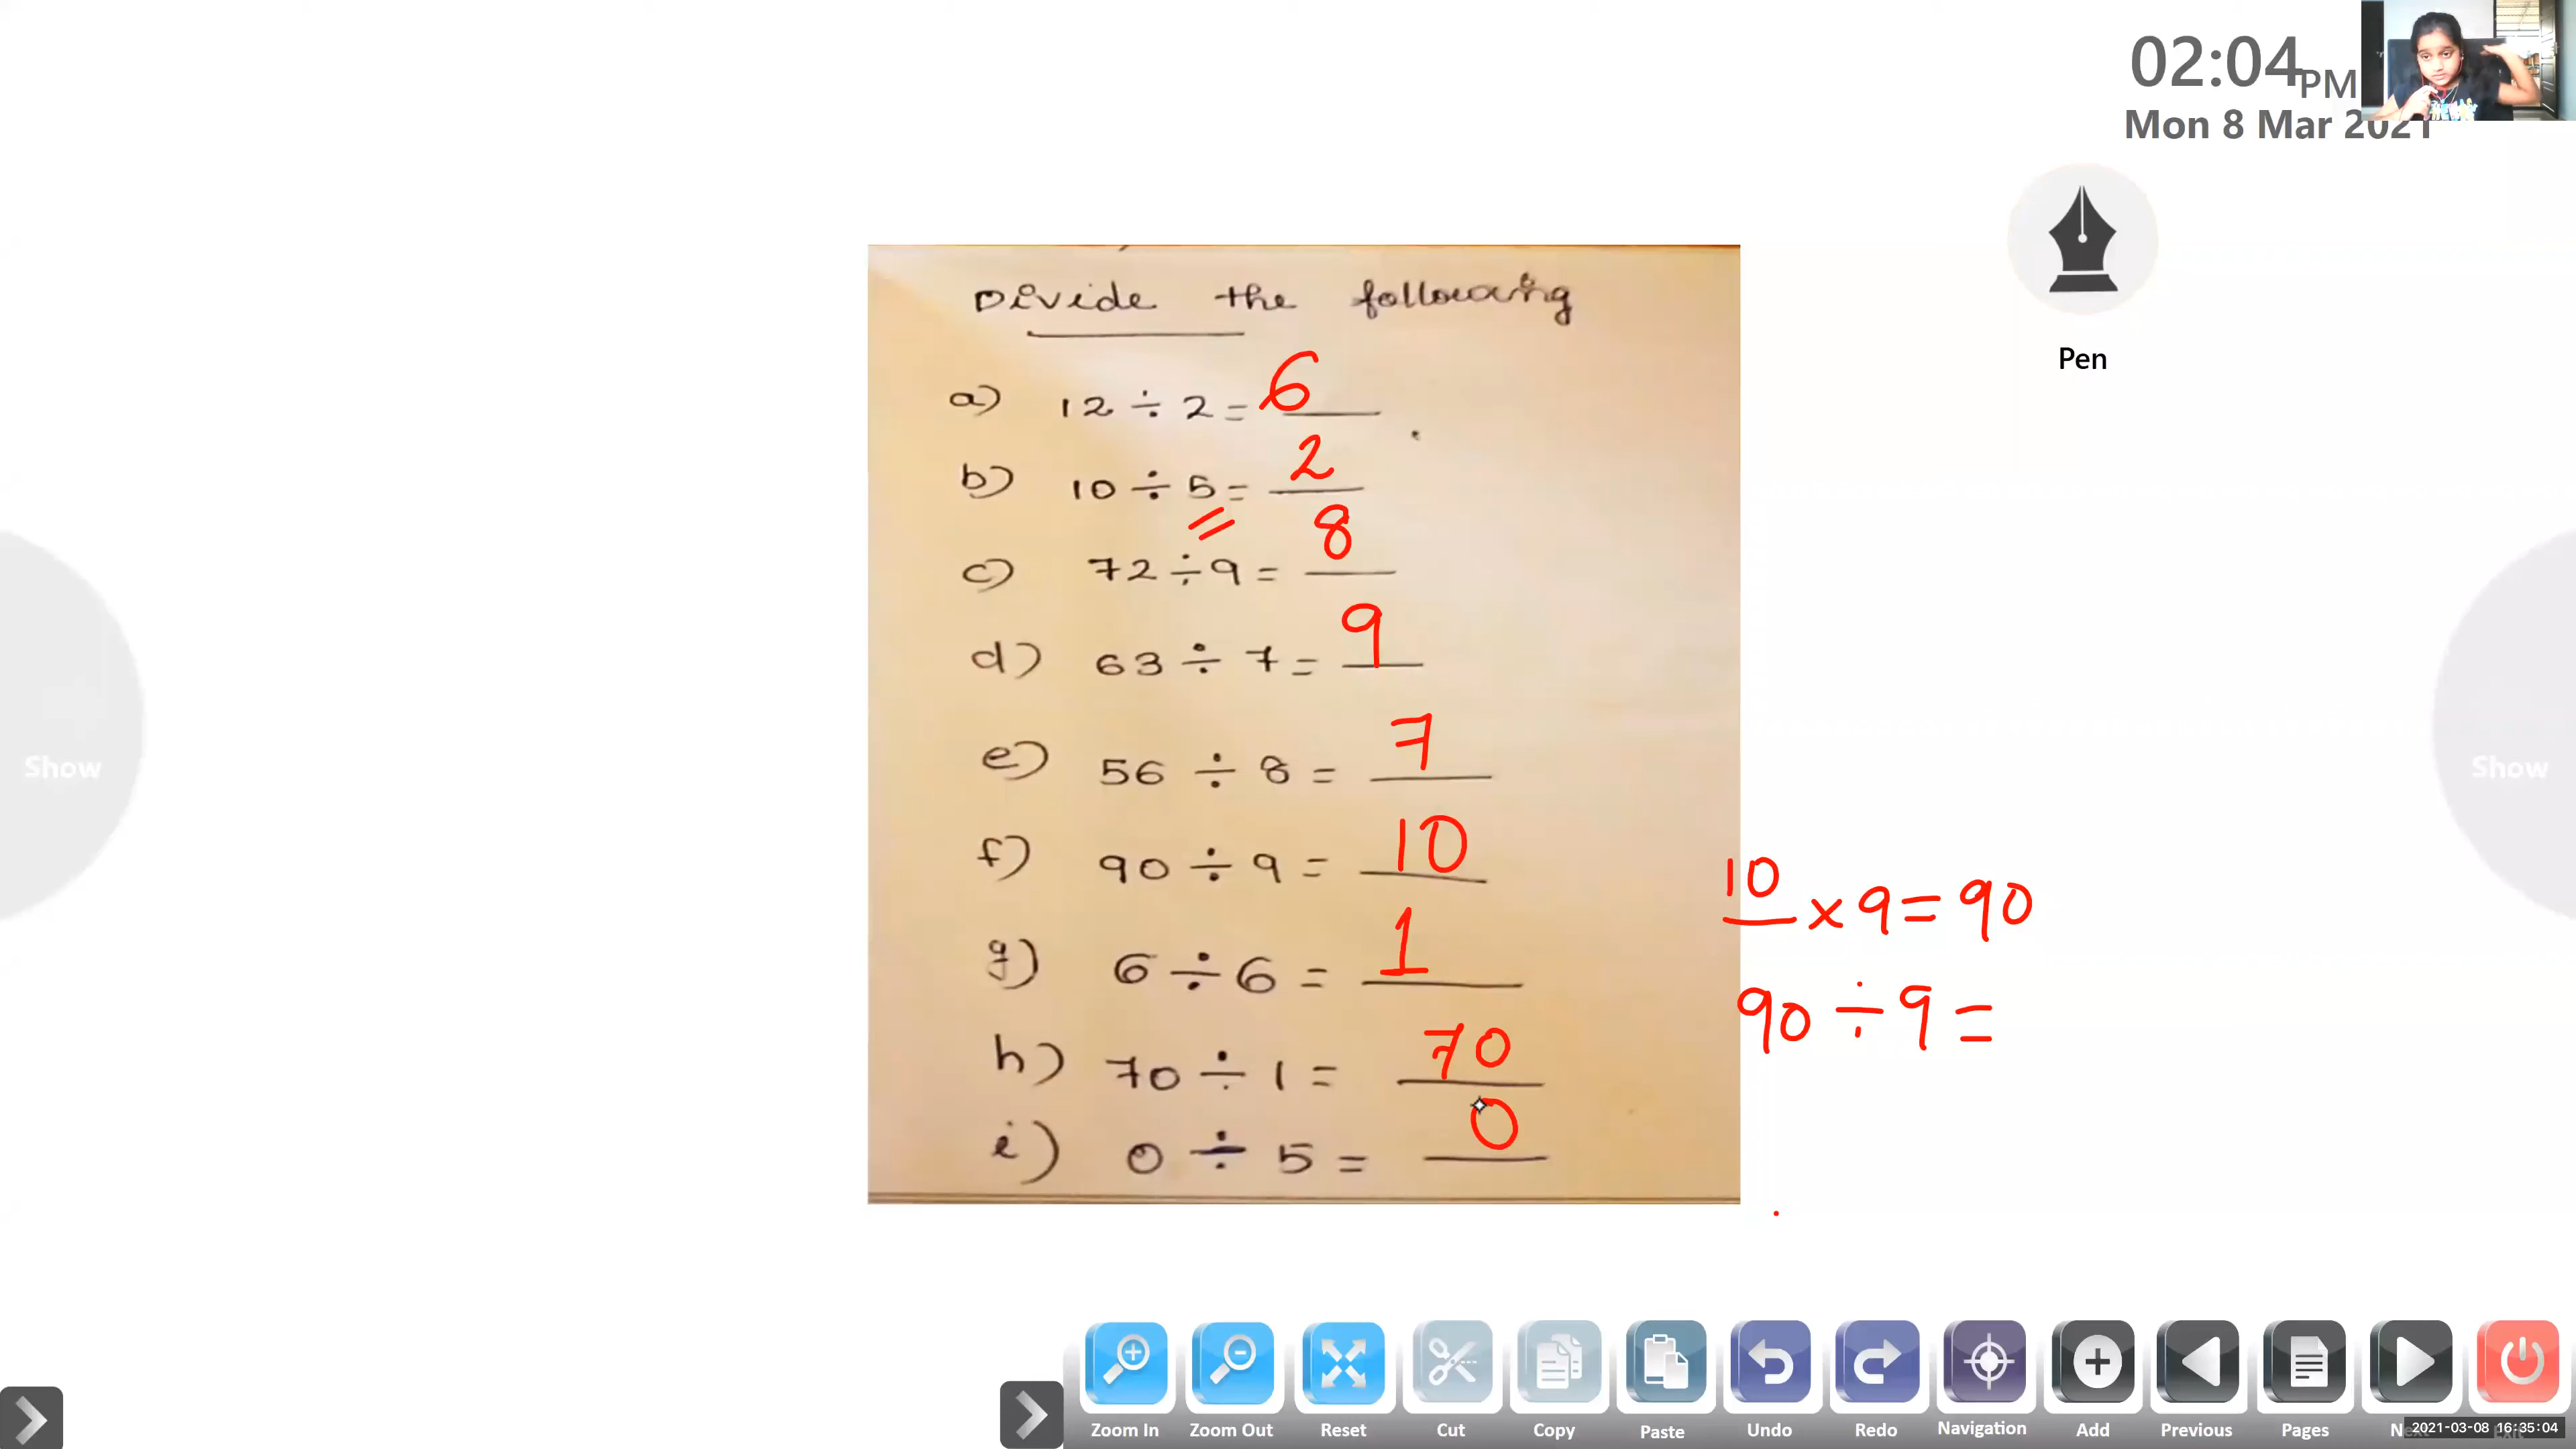 02:04 PM
Mon 8 Mar 2021
Pen
Divide the following
a) 12 ÷ 2 = 6
b) 10 ÷ 5 = 2
c) 72 ÷ 9 = 8
d) 63 ÷ 7 = 9
e) 56 ÷ 8 = 7
f) 90 ÷ 9 = 10
g) 6 ÷ 6 = 1
h) 70 ÷ 1 = 70
i) 0 ÷ 5 = 0
10 × 9 = 90
90 ÷ 9 =
Show
Show
Zoom In Zoom Out Reset Cut Copy Paste Undo Redo Navigation Add Previous Pages
2021-03-08 16:35:04